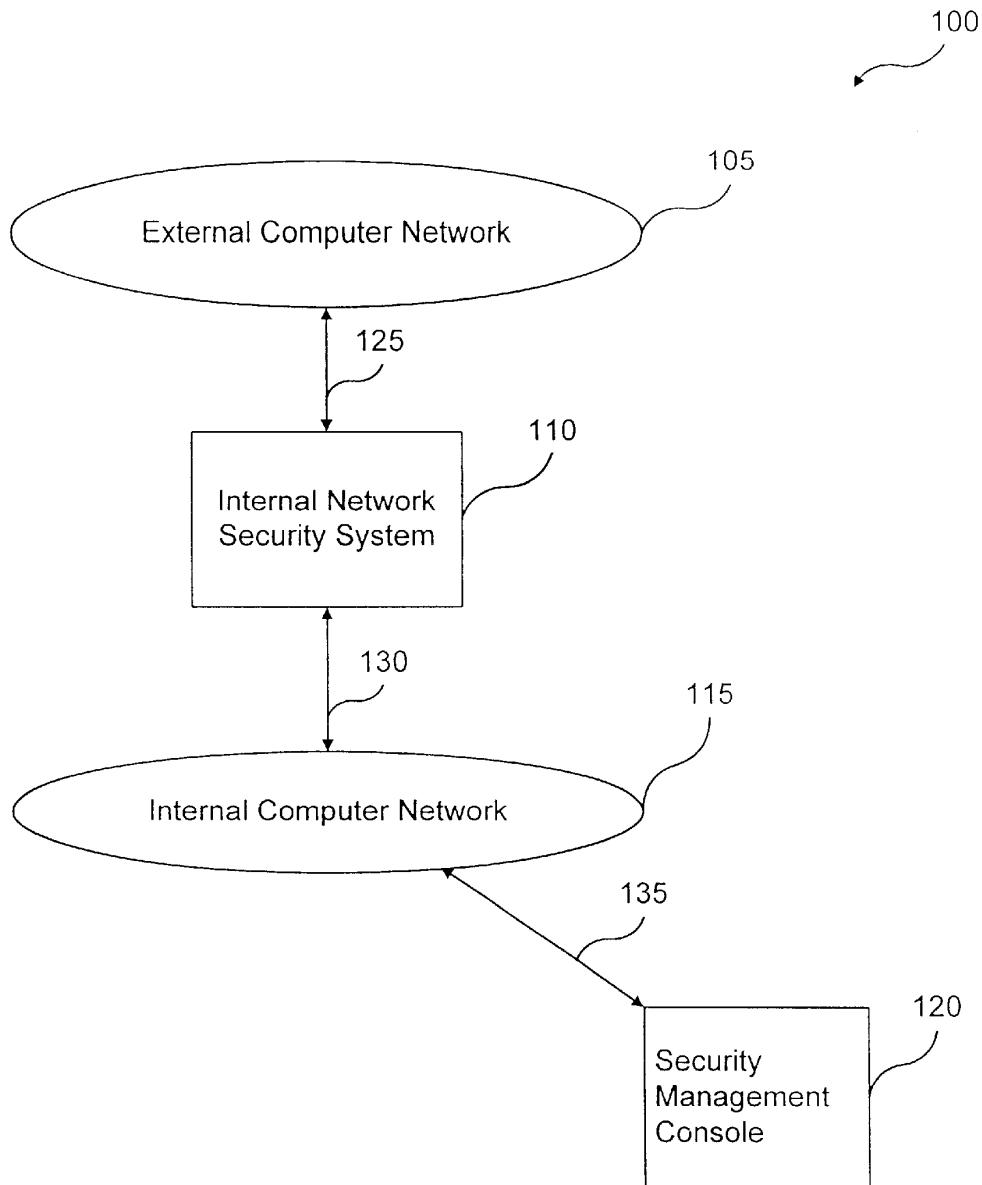 100
105
External Computer Network
125
110
Internal Network
Security System
130
115
Internal Computer Network
135
120
Security
Management
Console